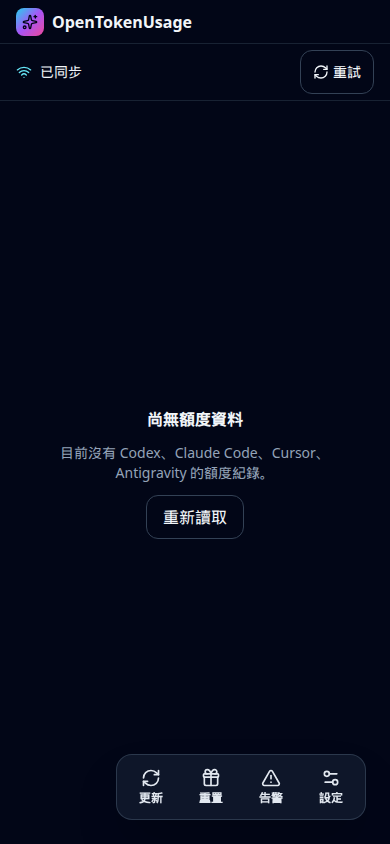 OpenTokenUsage
已同步
重試
尚無額度資料
目前沒有 Codex、Claude Code、Cursor、
Antigravity 的額度紀錄。
重新讀取
更新
重置
告警
設定